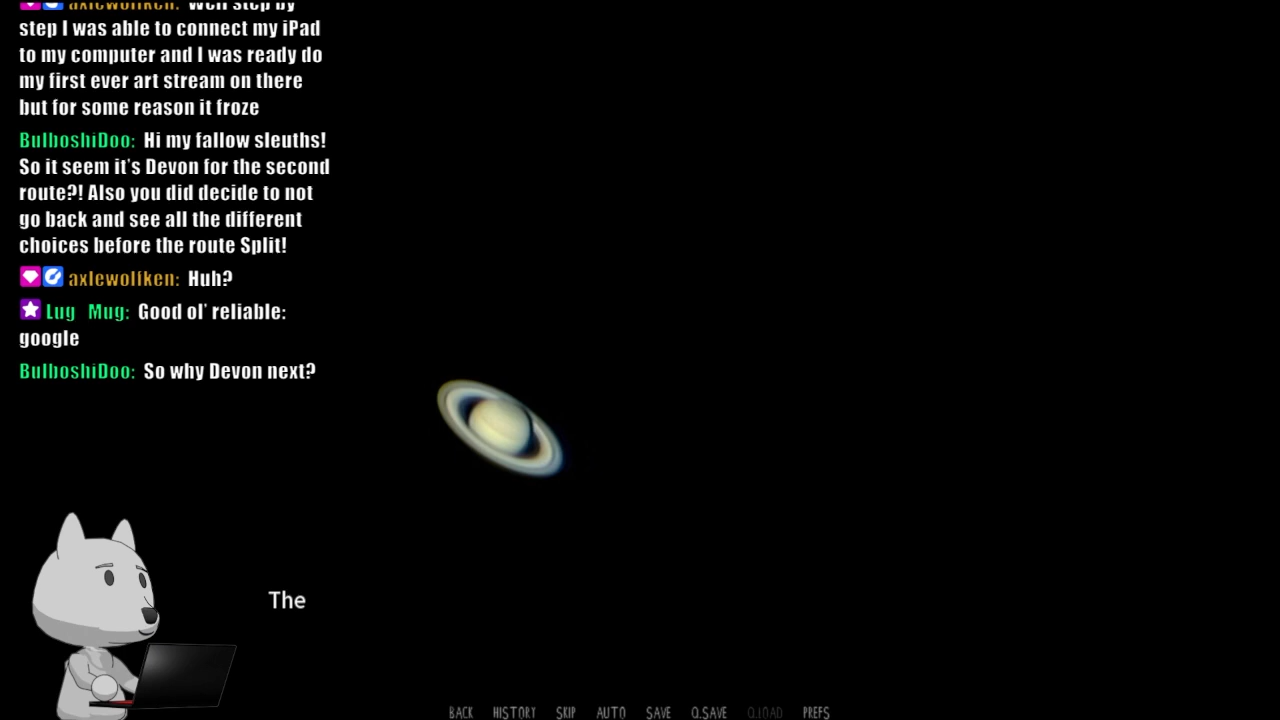 axlewolfken: Well step by
step I was able to connect my iPad
to my computer and I was ready do
my first ever art stream on there
but for some reason it froze
BulboshiDoo: Hi my fallow sleuths!
So it seem it's Devon for the second
route?! Also you did decide to not
go back and see all the different
choices before the route Split!
axlewolfken: Huh?
Lug_Mug: Good ol' reliable:
google
BulboshiDoo: So why Devon next?
The
BACK HISTORY SKIP AUTO SAVE Q.SAVE Q.LOAD PREFS